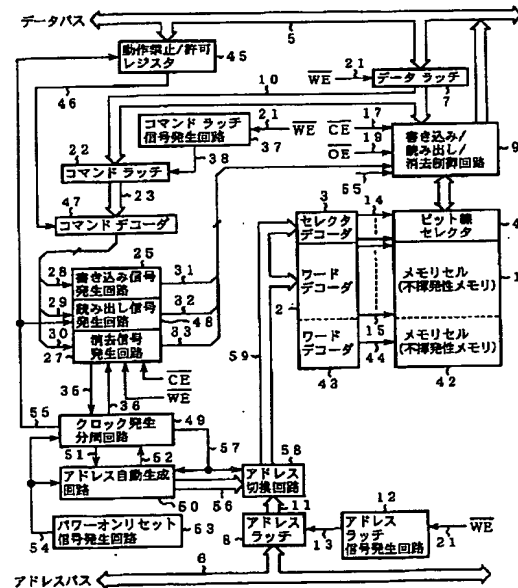 データバス
5
動作禁止/許可
レジスタ
45
46
10
21
WE
データ ラッチ
7
コマンド ラッチ
信号発生回路
21
WE
37
38
17
CE
19
OE
書き込み/
読み出し/
消去制御回路
9
65
22
コマンド ラッチ
23
47
コマンド デコーダ
3
セレクタ
デコーダ
14
ビット線
セレクタ
4
ワード
デコーダ
2
メモリセル
(不揮発性メモリ)
1
15
ワード
デコーダ
43
44
メモリセル
(不揮発性メモリ)
42
25
28
書き込み信号
発生回路
31
29
読み出し信号
発生回路
32
48
30
消去信号
発生回路
33
27
59
35
36
CE
WE
55
クロック発生
分周回路
49
57
51
52
58
アドレス
切換回路
アドレス自動生成
回路
50
56
11
パワーオンリセット
信号発生回路
53
54
8
アドレス
ラッチ
13
12
アドレス
ラッチ
信号発生回路
21
WE
6
アドレスバス